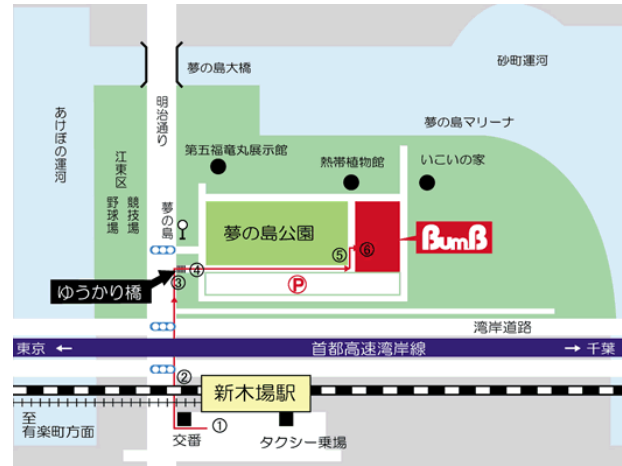 砂町運河
夢の島大橋
あけぼの運河
明治通り
夢の島マリーナ
江東区
競技場
野球場
第五福竜丸展示館
熱帯植物館
いこいの家
夢の島
夢の島公園
BumB
⑤
⑥
④
③
ゆうかり橋
P
湾岸道路
東京 ←
首都高速湾岸線
→ 千葉
②
新木場駅
至
有楽町方面
交番
①
タクシー乗場